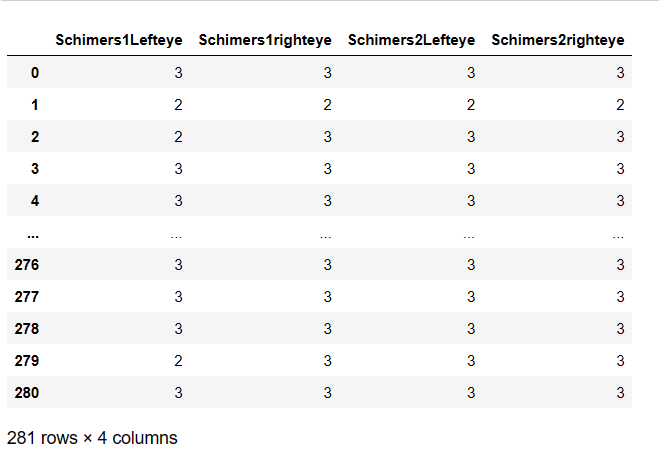 Schimers1Lefteye Schimers1righteye Schimers2Lefteye Schimers2righteye
0 3 3 3 3
1 2 2 2 2
2 2 3 3 3
3 3 3 3 3
4 3 3 3 3
... ... ... ... ...
276 3 3 3 3
277 3 3 3 3
278 3 3 3 3
279 2 3 3 3
280 3 3 3 3
281 rows × 4 columns